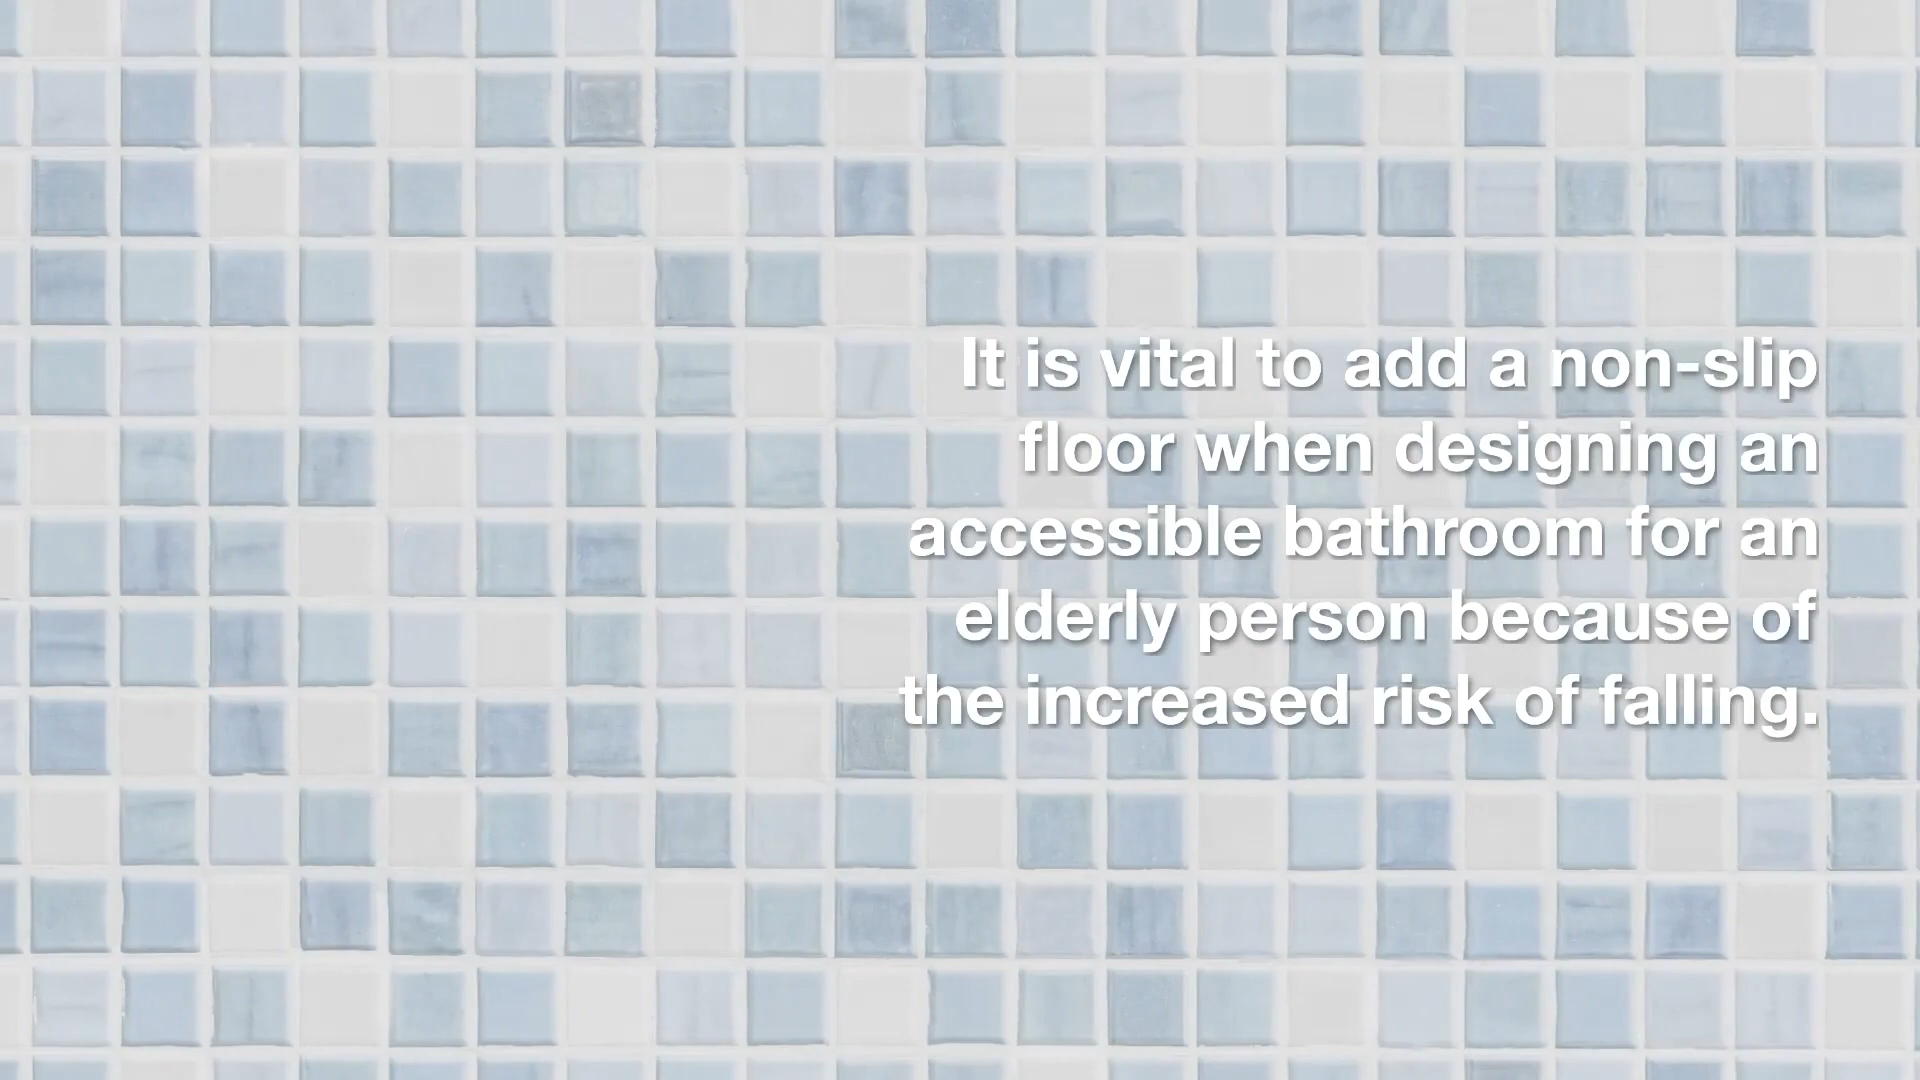 It is vital to add a non-slip
floor when designing an
accessible bathroom for an
elderly person because of
the increased risk of falling.